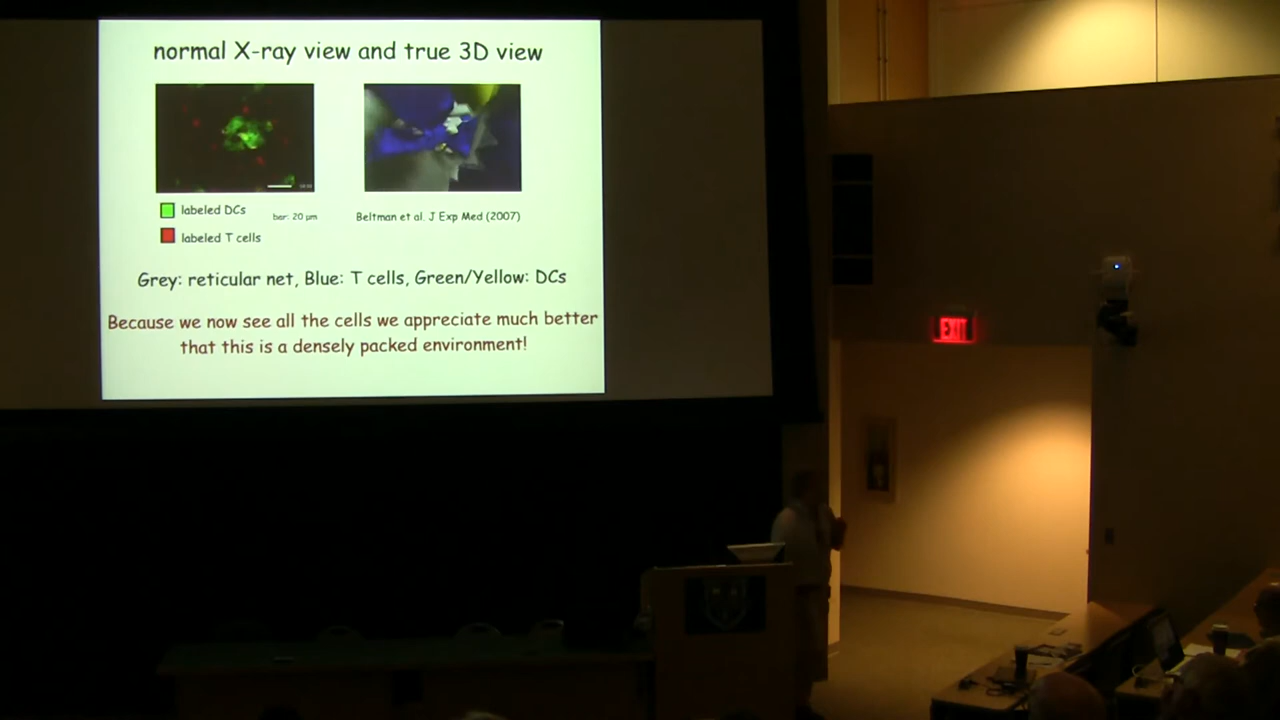 normal X-ray view and true 3D view
labeled DCs
bar: 20 μm
labeled T cells
Beltman et al. J Exp Med (2007)
Grey: reticular net, Blue: T cells, Green/Yellow: DCs
Because we now see all the cells we appreciate much better
that this is a densely packed environment!
EXIT